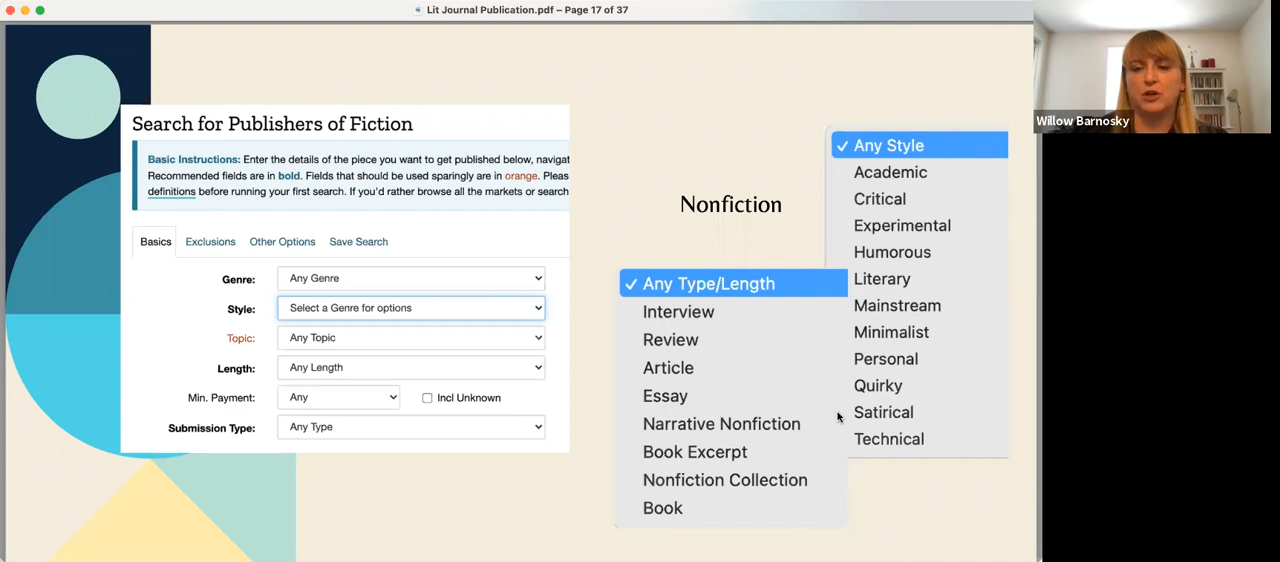 Lit Journal Publication.pdf – Page 17 of 37
Willow Barnosky
Search for Publishers of Fiction
Basic Instructions: Enter the details of the piece you want to get published below, navigat
Recommended fields are in bold. Fields that should be used sparingly are in orange. Pleas
definitions before running your first search. If you'd rather browse all the markets or search
Basics Exclusions Other Options Save Search
Genre: Any Genre
Style: Select a Genre for options
Topic: Any Topic
Length: Any Length
Min. Payment: Any Incl Unknown
Submission Type: Any Type
Nonfiction
✓ Any Type/Length
Interview
Review
Article
Essay
Narrative Nonfiction
Book Excerpt
Nonfiction Collection
Book
✓ Any Style
Academic
Critical
Experimental
Humorous
Literary
Mainstream
Minimalist
Personal
Quirky
Satirical
Technical